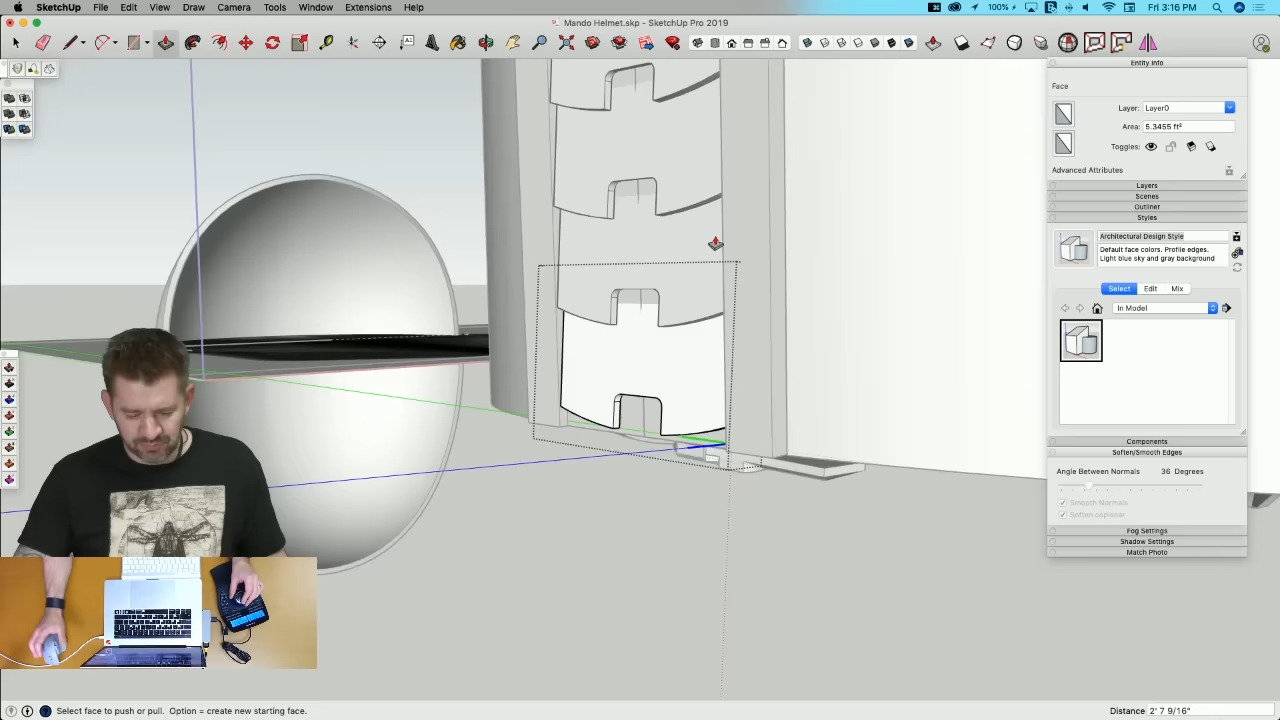 SketchUp File Edit View Draw Camera Tools Window Extensions Help
100% Fri 3:16 PM
Mando Helmet.skp - SketchUp Pro 2019
Entity Info
Face
Layer: Layer0
Area: 5.3455 ft²
Toggles:
Advanced Attributes
Layers
Scenes
Outliner
Styles
Architectural Design Style
Default face colors. Profile edges.
Light blue sky and gray background
Select Edit Mix
In Model
Components
Soften/Smooth Edges
Angle Between Normals 36 Degrees
Smooth Normals
Soften coplanar
Fog Settings
Shadow Settings
Match Photo
Select face to push or pull. Option = create new starting face.
Distance 2' 7 9/16"